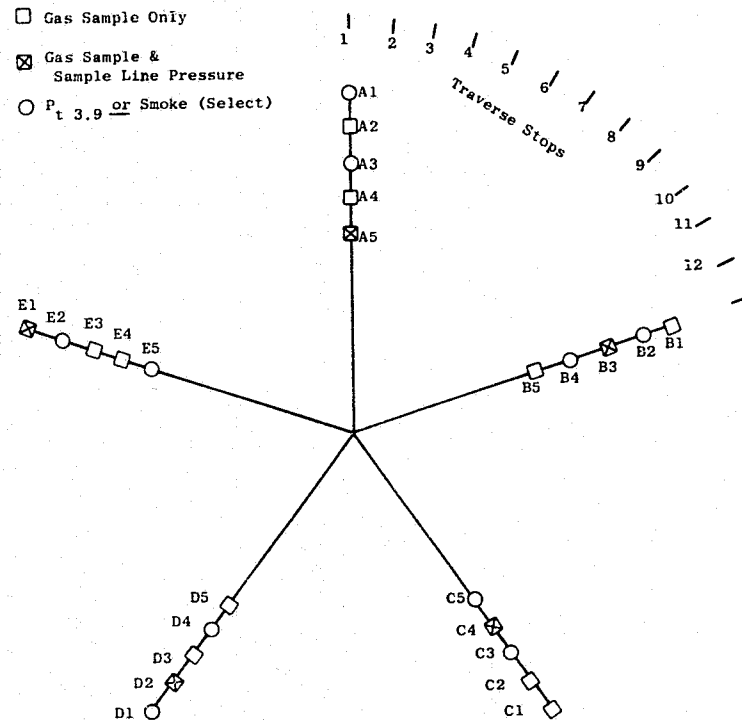 Gas Sample Only
Gas Sample &
Sample Line Pressure
Pt 3.9 or Smoke (Select)
1
2
3
4
5
6
7
8
9
10
11
12
Traverse Stops
A1
A2
A3
A4
A5
E1
E2
E3
E4
E5
B5
B4
B3
B2
B1
D5
D4
D3
D2
D1
C5
C4
C3
C2
C1